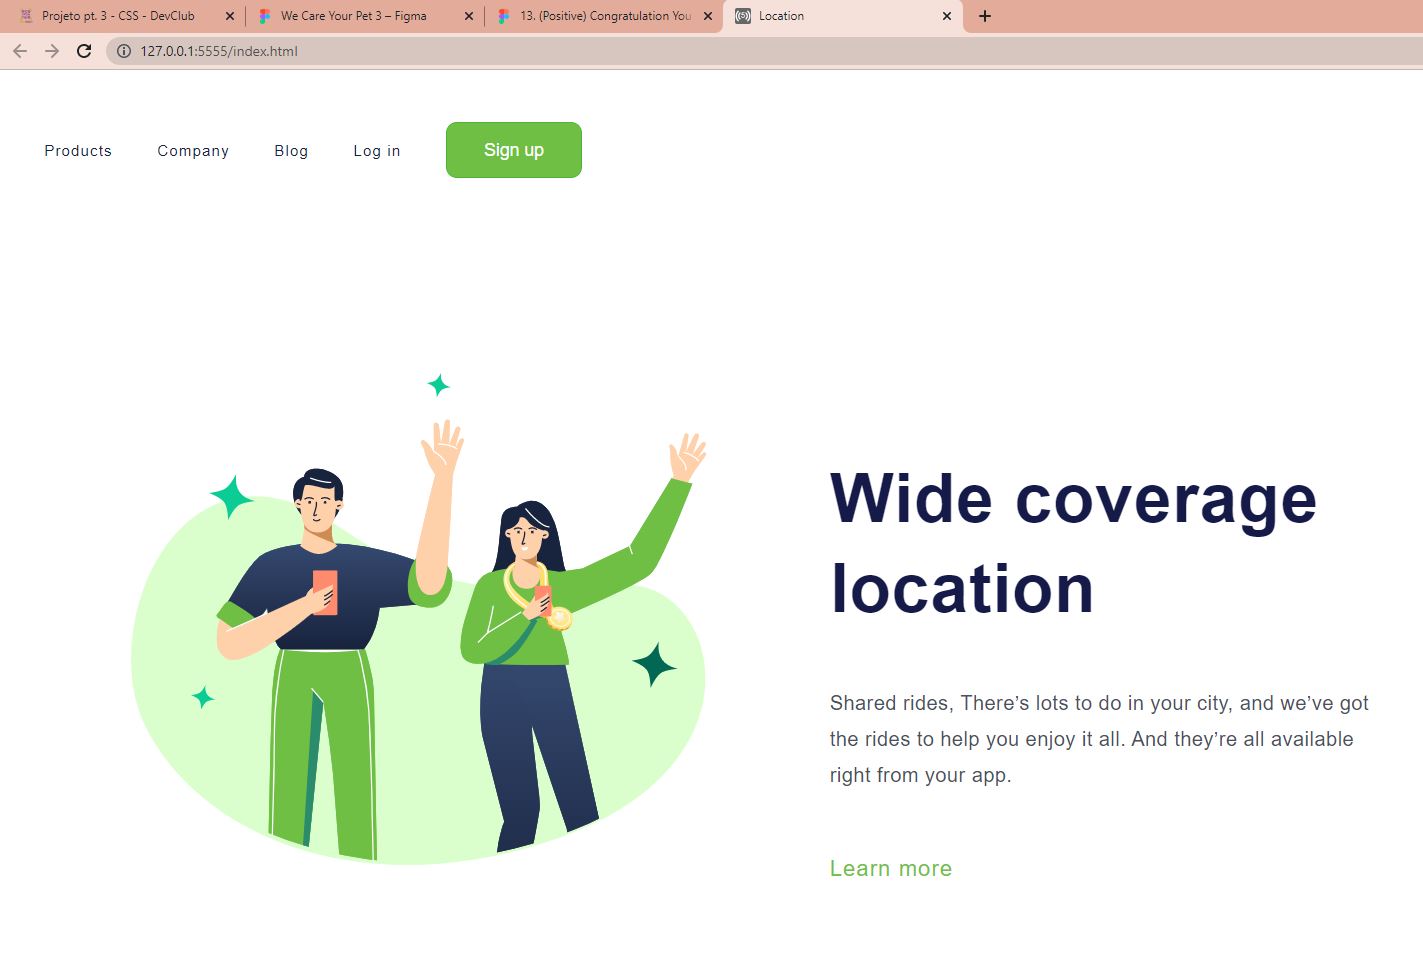 Projeto pt. 3 - CSS - DevClub
We Care Your Pet 3 – Figma
13. (Positive) Congratulation You
Location
127.0.0.1:5555/index.html
Products Company Blog Log in Sign up
Wide coverage
location
Shared rides, There’s lots to do in your city, and we’ve got
the rides to help you enjoy it all. And they’re all available
right from your app.
Learn more